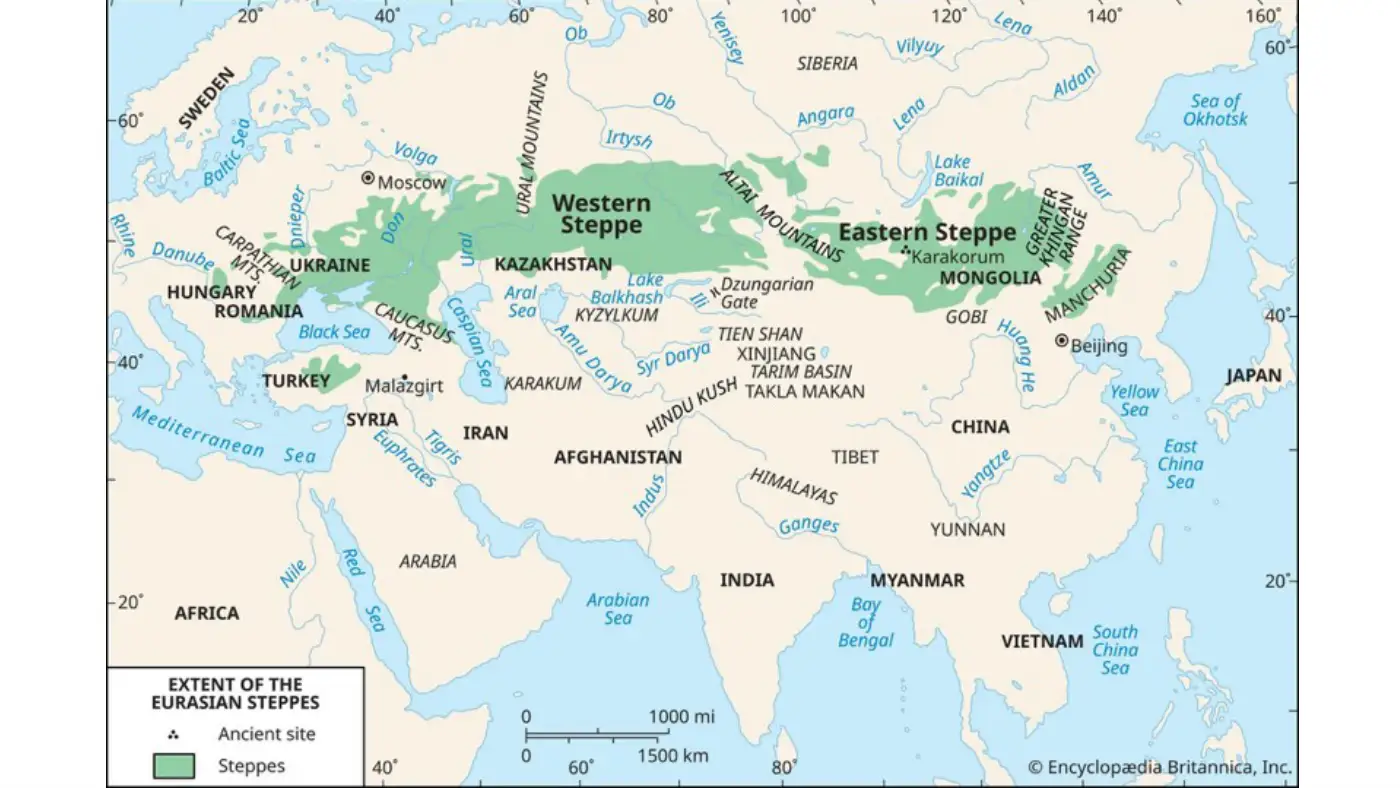 20°
40°
60°
80°
100°
120°
140°
160°
60°
60°
40°
40°
20°
20°
40°
60°
80°
SWEDEN
Baltic Sea
Ob
Yenisey
SIBERIA
Vilyuy
Lena
Aldan
Sea of
Okhotsk
Ob
Irtysh
Angara
Lena
Volga
Moscow
URAL MOUNTAINS
Lake
Baikal
Amur
Rhine
Danube
Dnieper
Don
Ural
CARPATHIAN
MTS.
UKRAINE
Western
Steppe
ALTAI MOUNTAINS
Eastern Steppe
Karakorum
GREATER
KHINGAN
RANGE
KAZAKHSTAN
MONGOLIA
MANCHURIA
HUNGARY
ROMANIA
Black Sea
CAUCASUS
MTS.
Caspian Sea
Aral
Sea
Lake
Balkhash
Ili
Dzungarian
Gate
KYZYLKUM
GOBI
Huang He
Beijing
Amu Darya
Syr Darya
TIEN SHAN
XINJIANG
TARIM BASIN
TAKLA MAKAN
TURKEY
Malazgirt
KARAKUM
HINDU KUSH
Yellow
Sea
JAPAN
Mediterranean Sea
SYRIA
Euphrates
Tigris
IRAN
AFGHANISTAN
TIBET
CHINA
East
China
Sea
Indus
HIMALAYAS
Yangtze
Ganges
YUNNAN
Nile
Red Sea
ARABIA
AFRICA
Arabian
Sea
INDIA
MYANMAR
Bay
of
Bengal
VIETNAM
South
China
Sea
EXTENT OF THE
EURASIAN STEPPES
Ancient site
Steppes
0 1000 mi
0 1500 km
© Encyclopædia Britannica, Inc.